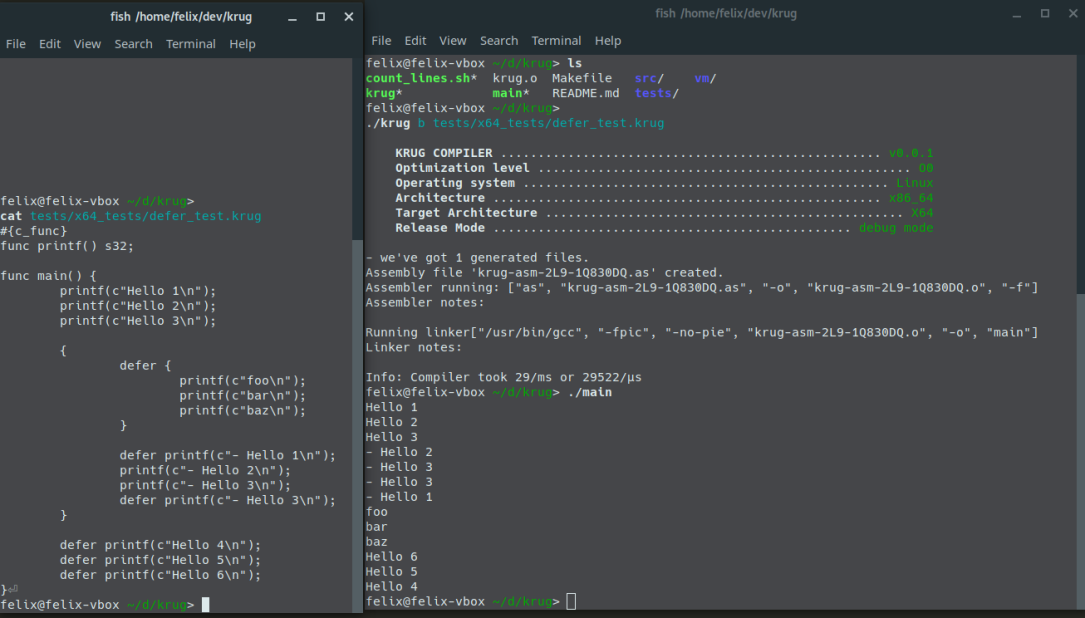 fish /home/felix/dev/krug
File Edit View Search Terminal Help
felix@felix-vbox ~/d/krug>
cat tests/x64_tests/defer_test.krug
#{c_func}
func printf() s32;
func main() {
printf(c"Hello 1\n");
printf(c"Hello 2\n");
printf(c"Hello 3\n");
{
defer {
printf(c"foo\n");
printf(c"bar\n");
printf(c"baz\n");
}
defer printf(c"- Hello 1\n");
printf(c"- Hello 2\n");
printf(c"- Hello 3\n");
defer printf(c"- Hello 3\n");
}
defer printf(c"Hello 4\n");
defer printf(c"Hello 5\n");
defer printf(c"Hello 6\n");
}⏎
felix@felix-vbox ~/d/krug>
fish /home/felix/dev/krug
File Edit View Search Terminal Help
felix@felix-vbox ~/d/krug> ls
count_lines.sh* krug.o Makefile src/ vm/
krug* main* README.md tests/
felix@felix-vbox ~/d/krug>
./krug b tests/x64_tests/defer_test.krug
KRUG COMPILER ................................................... v0.0.1
Optimization level .................................................. O0
Operating system ................................................. Linux
Architecture .................................................... x86_64
Target Architecture ................................................ X64
Release Mode ................................................ debug mode
- we've got 1 generated files.
Assembly file 'krug-asm-2L9-1Q830DQ.as' created.
Assembler running: ["as", "krug-asm-2L9-1Q830DQ.as", "-o", "krug-asm-2L9-1Q830DQ.o", "-f"]
Assembler notes:
Running linker["/usr/bin/gcc", "-fpic", "-no-pie", "krug-asm-2L9-1Q830DQ.o", "-o", "main"]
Linker notes:
Info: Compiler took 29/ms or 29522/µs
felix@felix-vbox ~/d/krug> ./main
Hello 1
Hello 2
Hello 3
- Hello 2
- Hello 3
- Hello 3
- Hello 1
foo
bar
baz
Hello 6
Hello 5
Hello 4
felix@felix-vbox ~/d/krug>